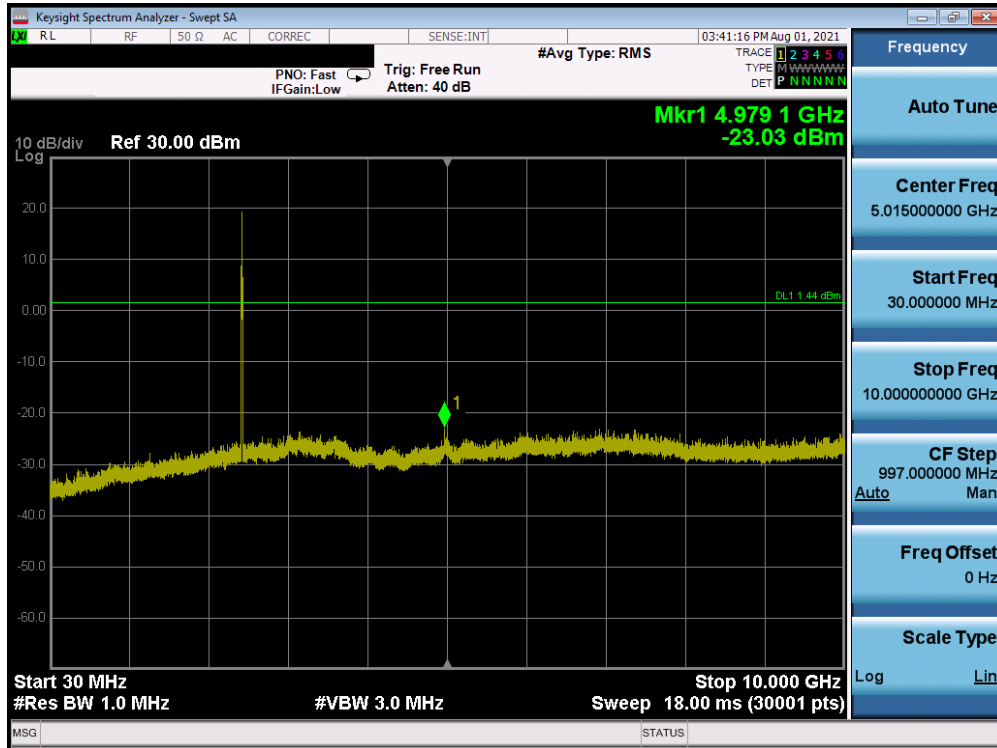 Keysight Spectrum Analyzer - Swept SA
LXI RL RF 50 Ω AC CORREC SENSE:INT 03:41:16 PM Aug 01, 2021
PNO: Fast
IFGain:Low
Trig: Free Run
Atten: 40 dB
#Avg Type: RMS
TRACE 1 2 3 4 5 6
TYPE M WWWWW
DET P N N N N N
Mkr1 4.979 1 GHz
-23.03 dBm
10 dB/div Ref 30.00 dBm
Log
20.0
10.0
DL1 1.44 dBm
0.00
-10.0
1
-20.0
-30.0
-40.0
-50.0
-60.0
Start 30 MHz Stop 10.000 GHz
#Res BW 1.0 MHz #VBW 3.0 MHz Sweep 18.00 ms (30001 pts)
MSG STATUS
Frequency
Auto Tune
Center Freq
5.015000000 GHz
Start Freq
30.000000 MHz
Stop Freq
10.000000000 GHz
CF Step
997.000000 MHz
Auto Man
Freq Offset
0 Hz
Scale Type
Log Lin